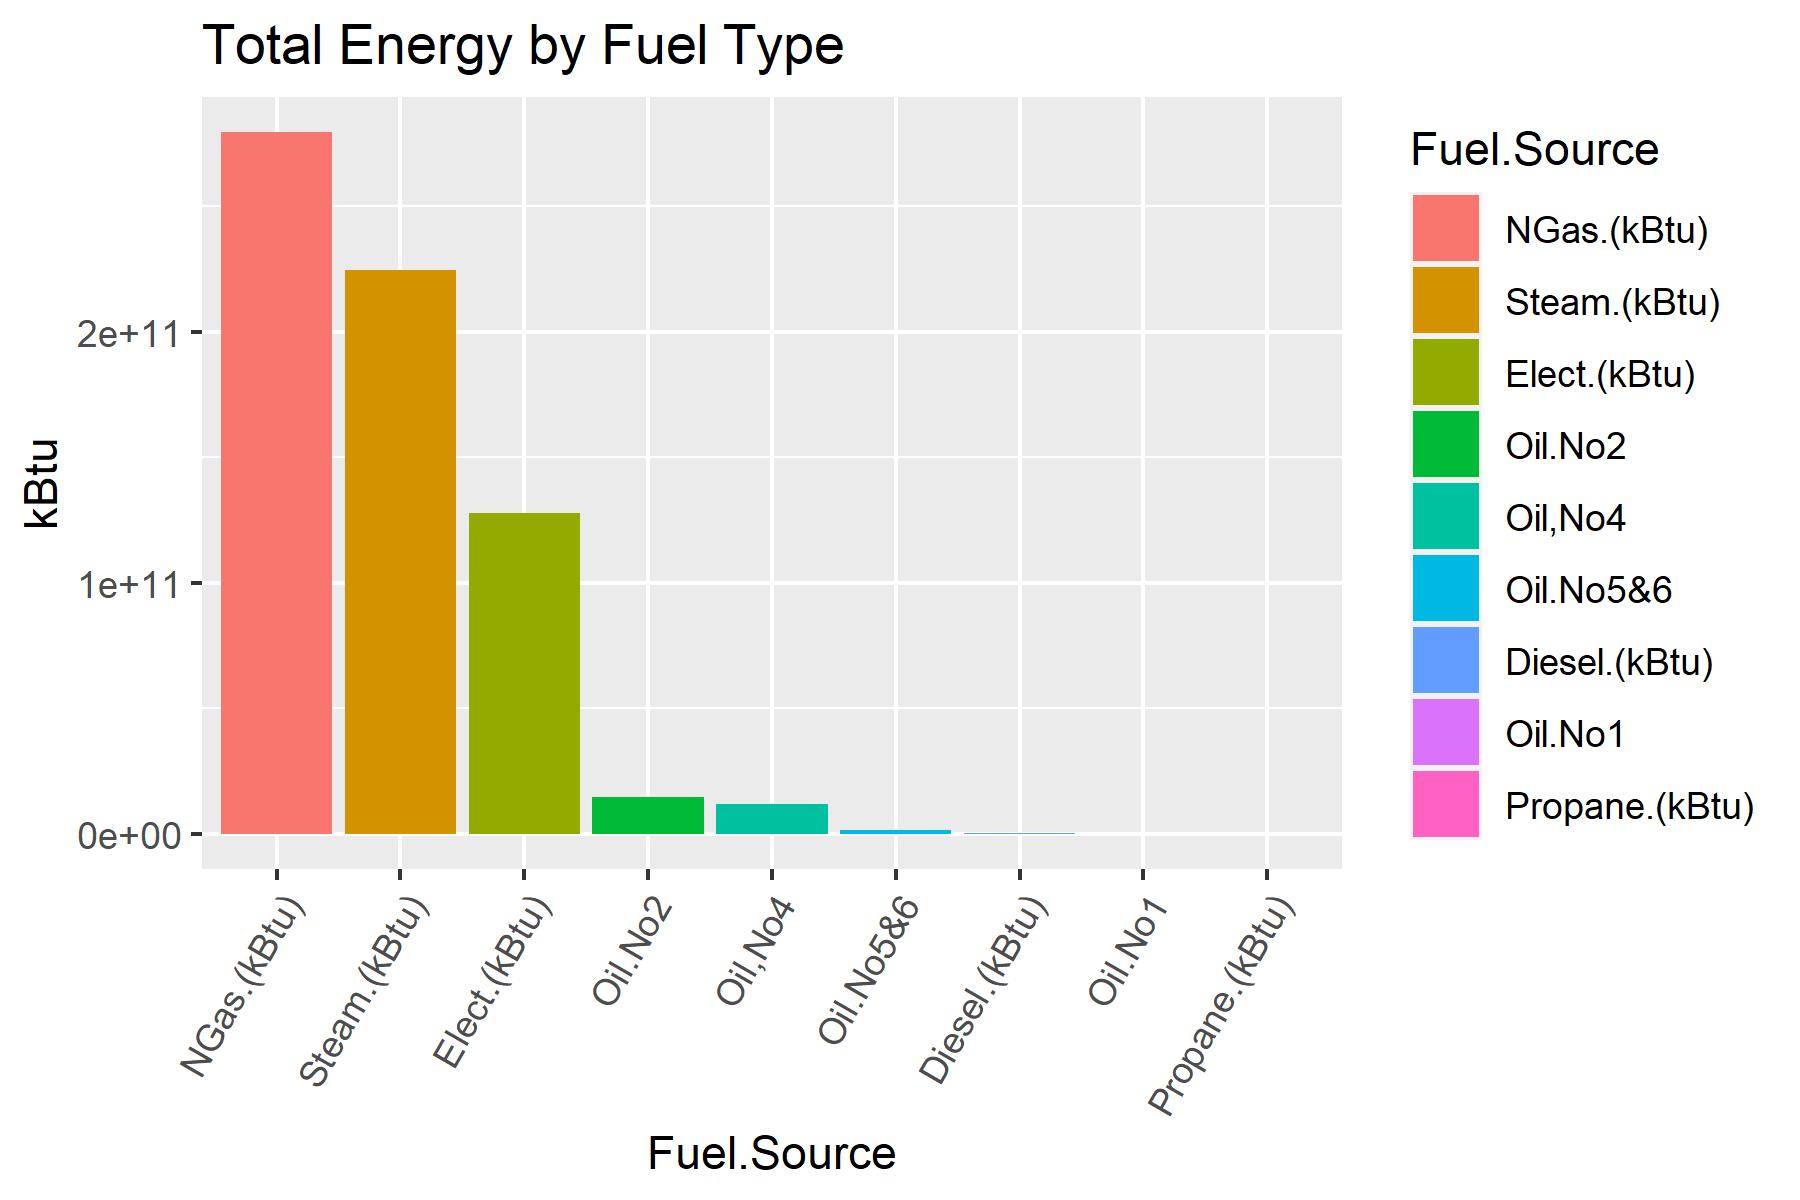 Total Energy by Fuel Type
kBtu
2e+11
1e+11
0e+00
NGas.(kBtu)
Steam.(kBtu)
Elect.(kBtu)
Oil.No2
Oil,No4
Oil.No5&6
Diesel.(kBtu)
Oil.No1
Propane.(kBtu)
Fuel.Source
Fuel.Source
NGas.(kBtu)
Steam.(kBtu)
Elect.(kBtu)
Oil.No2
Oil,No4
Oil.No5&6
Diesel.(kBtu)
Oil.No1
Propane.(kBtu)